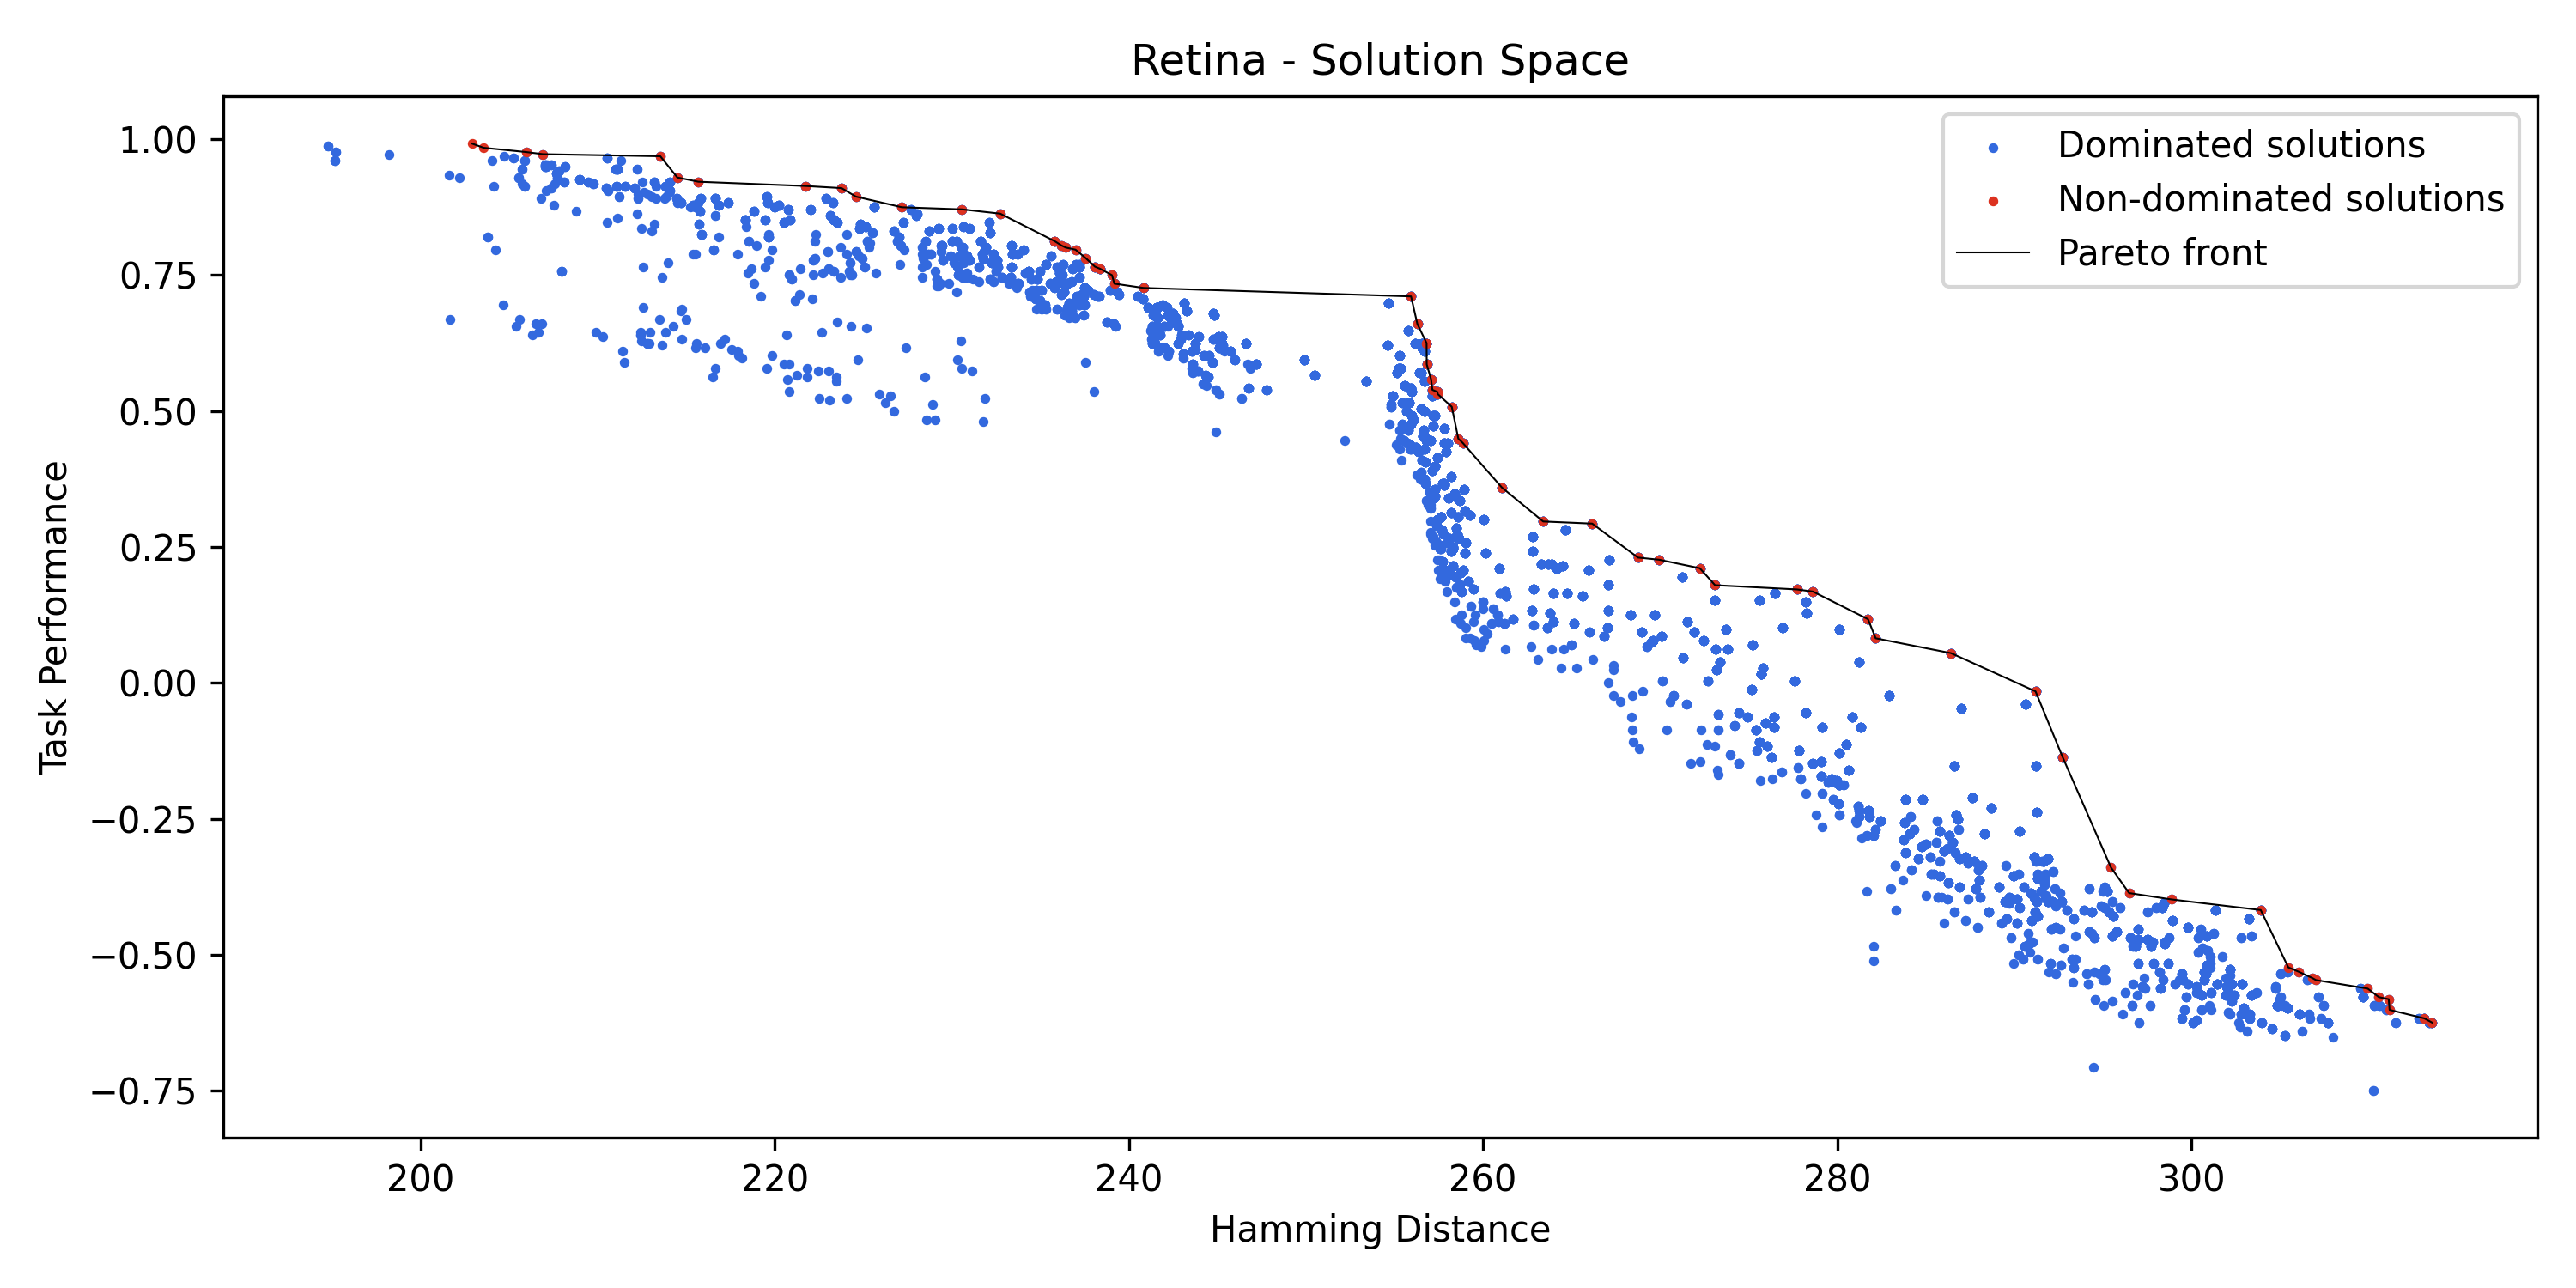 Retina - Solution Space
Dominated solutions
Non-dominated solutions
Pareto front
1.00
0.75
0.50
0.25
0.00
−0.25
−0.50
−0.75
Task Performance
200 220 240 260 280 300
Hamming Distance